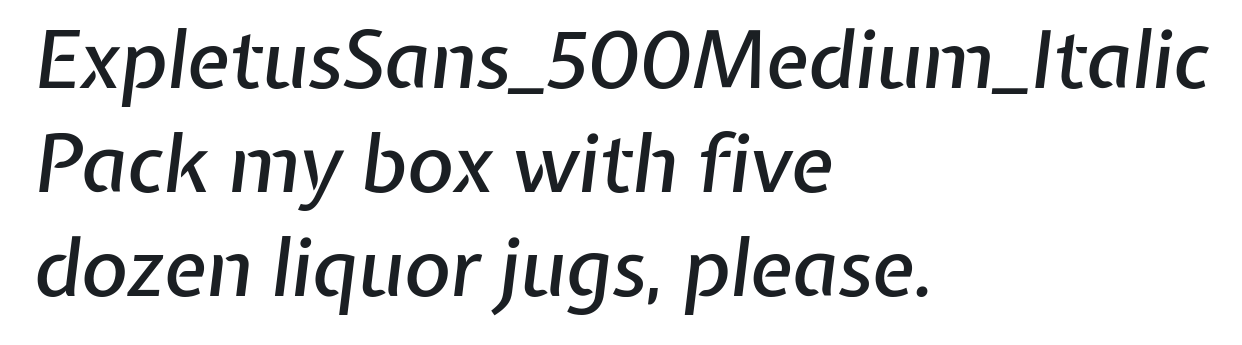 ExpletusSans_500Medium_Italic
Pack my box with five
dozen liquor jugs, please.